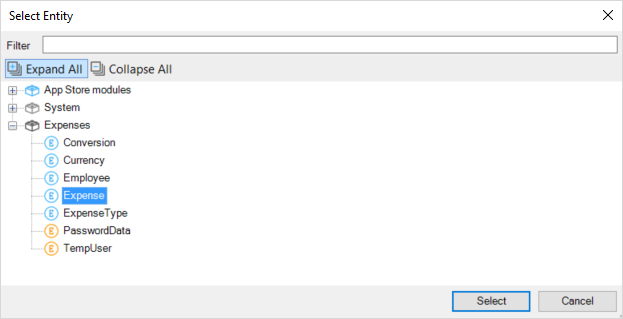 Select Entity
Filter
Expand All Collapse All
App Store modules
System
Expenses
Conversion
Currency
Employee
Expense
ExpenseType
PasswordData
TempUser
Select Cancel